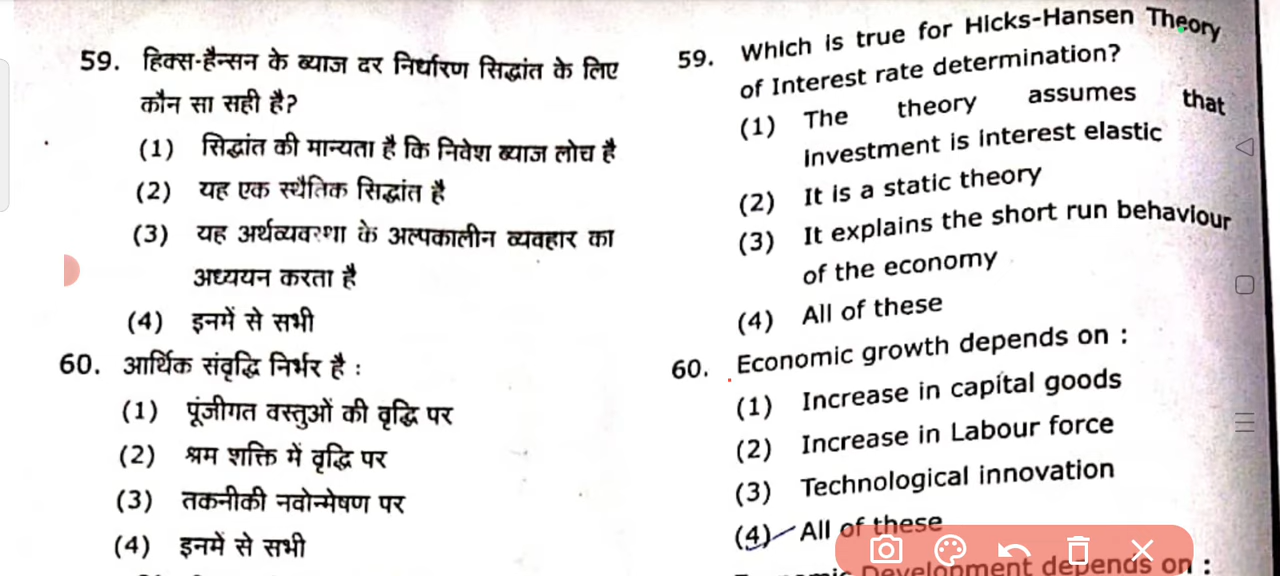 59. हिक्स-हैन्सन के ब्याज दर निर्धारण सिद्धांत के लिए
कौन सा सही है?
(1) सिद्धांत की मान्यता है कि निवेश ब्याज लोच है
(2) यह एक स्थैतिक सिद्धांत है
(3) यह अर्थव्यवस्था के अल्पकालीन व्यवहार का
अध्ययन करता है
(4) इनमें से सभी
60. आर्थिक संवृद्धि निर्भर है :
(1) पूंजीगत वस्तुओं की वृद्धि पर
(2) श्रम शक्ति में वृद्धि पर
(3) तकनीकी नवोन्मेषण पर
(4) इनमें से सभी
59. Which is true for Hicks-Hansen Theory
of Interest rate determination?
(1) The theory assumes that
investment is interest elastic
(2) It is a static theory
(3) It explains the short run behaviour
of the economy
(4) All of these
60. Economic growth depends on :
(1) Increase in capital goods
(2) Increase in Labour force
(3) Technological innovation
(4) All of these
Development depends on :